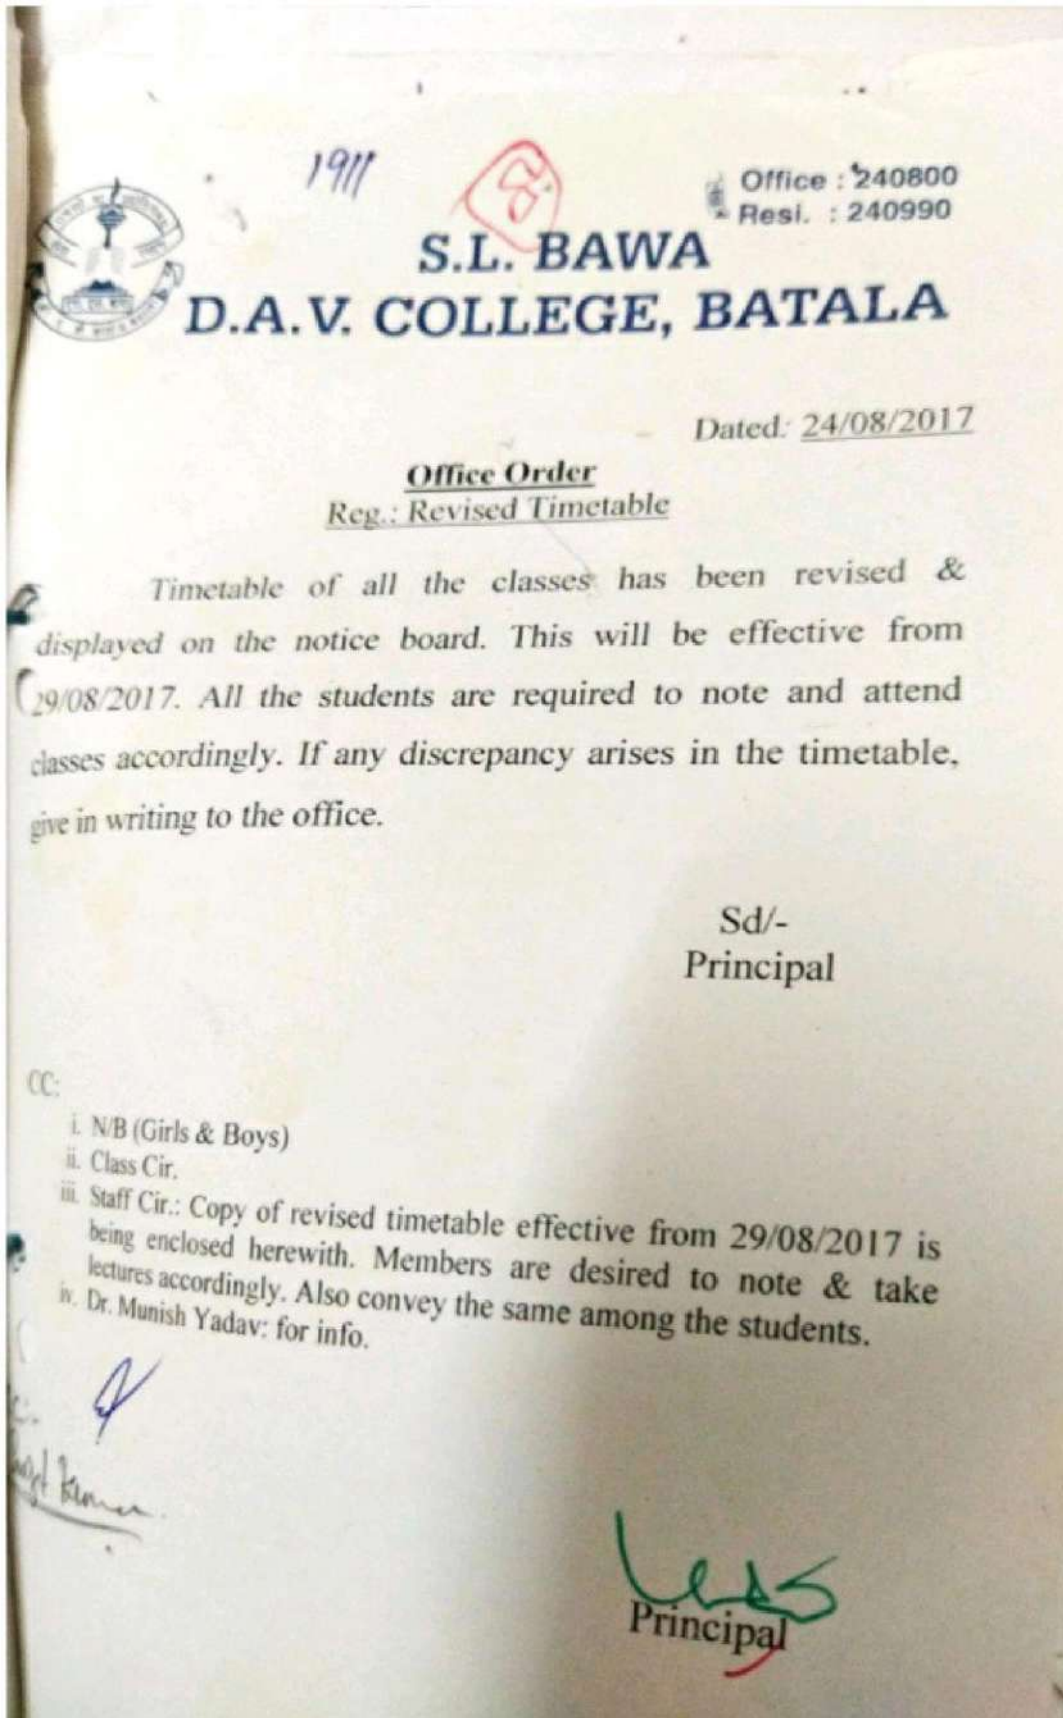 1911
Office : 240800
Resi. : 240990
S.L. BAWA
D.A.V. COLLEGE, BATALA
Dated: 24/08/2017
Office Order
Reg.: Revised Timetable
Timetable of all the classes has been revised &
displayed on the notice board. This will be effective from
29/08/2017. All the students are required to note and attend
classes accordingly. If any discrepancy arises in the timetable,
give in writing to the office.
Sd/-
Principal
CC:
i. N/B (Girls & Boys)
ii. Class Cir.
iii. Staff Cir.: Copy of revised timetable effective from 29/08/2017 is
being enclosed herewith. Members are desired to note & take
lectures accordingly. Also convey the same among the students.
iv. Dr. Munish Yadav: for info.
Kumar
Principal